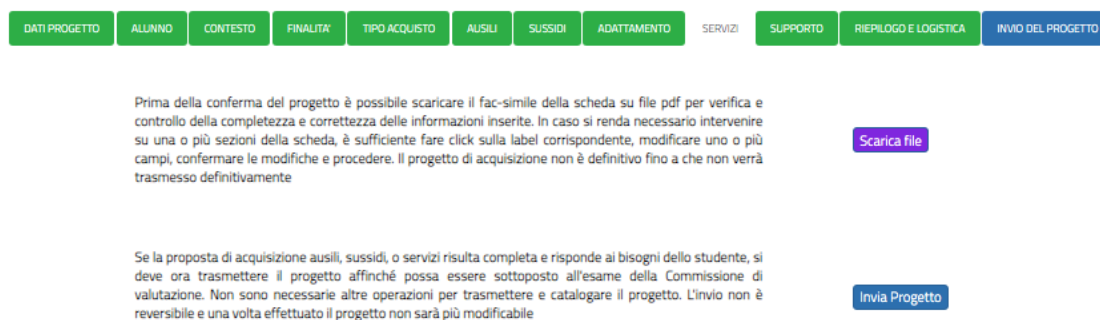 DATI PROGETTO ALUNNO CONTESTO FINALITA' TIPO ACQUISTO AUSILI SUSSIDI ADATTAMENTO SERVIZI SUPPORTO RIEPILOGO E LOGISTICA INVIO DEL PROGETTO
Prima della conferma del progetto è possibile scaricare il fac-simile della scheda su file pdf per verifica e
controllo della completezza e correttezza delle informazioni inserite. In caso si renda necessario intervenire
su una o più sezioni della scheda, è sufficiente fare click sulla label corrispondente, modificare uno o più
campi, confermare le modifiche e procedere. Il progetto di acquisizione non è definitivo fino a che non verrà
trasmesso definitivamente
Scarica file
Se la proposta di acquisizione ausili, sussidi, o servizi risulta completa e risponde ai bisogni dello studente, si
deve ora trasmettere il progetto affinché possa essere sottoposto all'esame della Commissione di
valutazione. Non sono necessarie altre operazioni per trasmettere e catalogare il progetto. L'invio non è
reversibile e una volta effettuato il progetto non sarà più modificabile
Invia Progetto